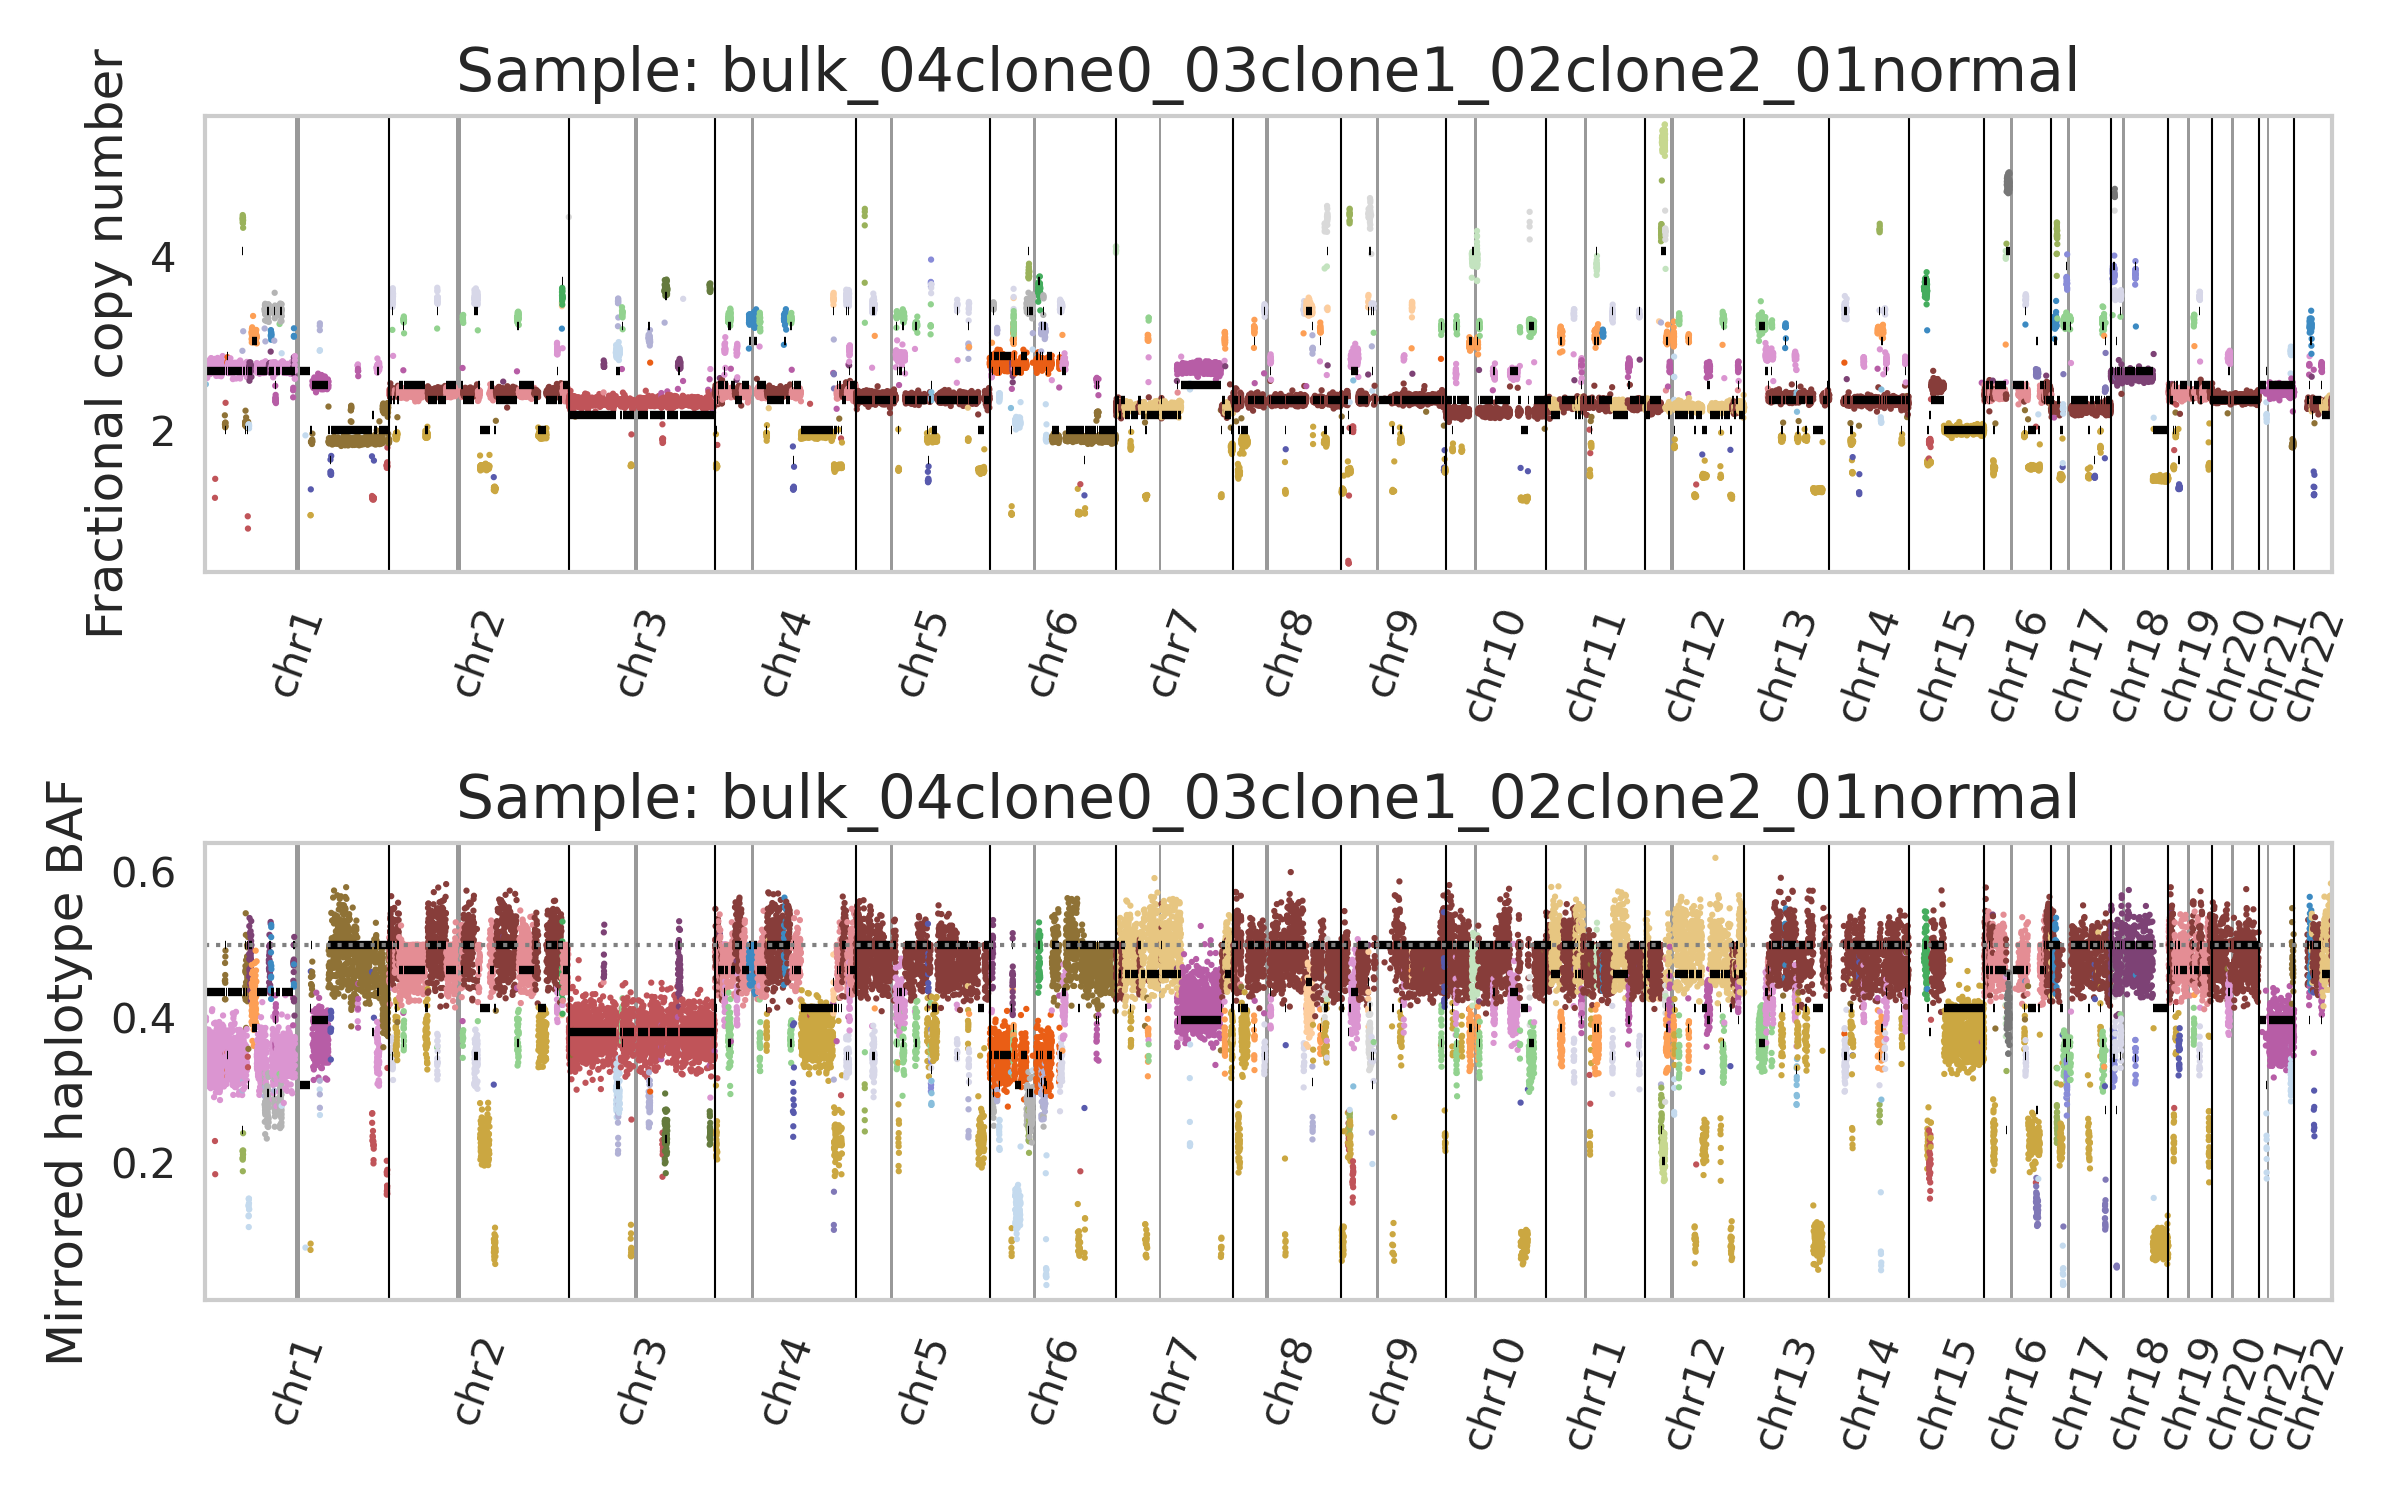 Sample: bulk_04clone0_03clone1_02clone2_01normal
Fractional copy number
4
2
chr1 chr2 chr3 chr4 chr5 chr6 chr7 chr8 chr9 chr10 chr11 chr12 chr13 chr14 chr15 chr16 chr17 chr18 chr19 chr20 chr21 chr22
Sample: bulk_04clone0_03clone1_02clone2_01normal
Mirrored haplotype BAF
0.6
0.4
0.2
chr1 chr2 chr3 chr4 chr5 chr6 chr7 chr8 chr9 chr10 chr11 chr12 chr13 chr14 chr15 chr16 chr17 chr18 chr19 chr20 chr21 chr22